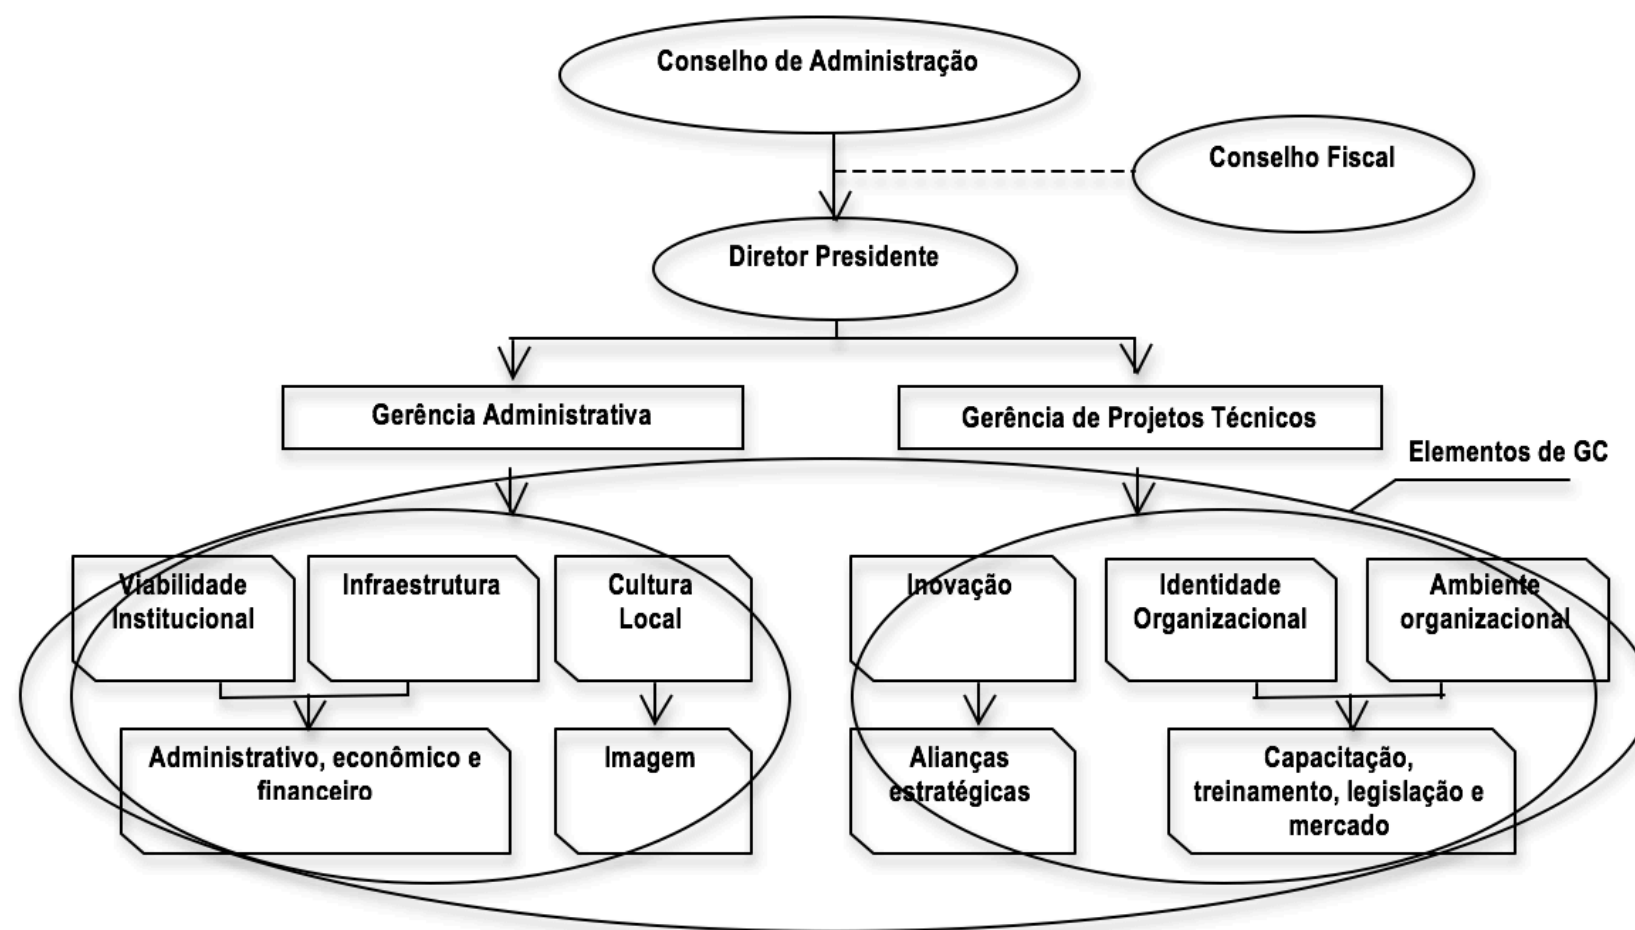 Conselho de Administração
Conselho Fiscal
Diretor Presidente
Gerência Administrativa
Gerência de Projetos Técnicos
Elementos de GC
Viabilidade
Institucional
Infraestrutura
Cultura
Local
Inovação
Identidade
Organizacional
Ambiente
organizacional
Administrativo, econômico e
financeiro
Imagem
Alianças
estratégicas
Capacitação,
treinamento, legislação e
mercado